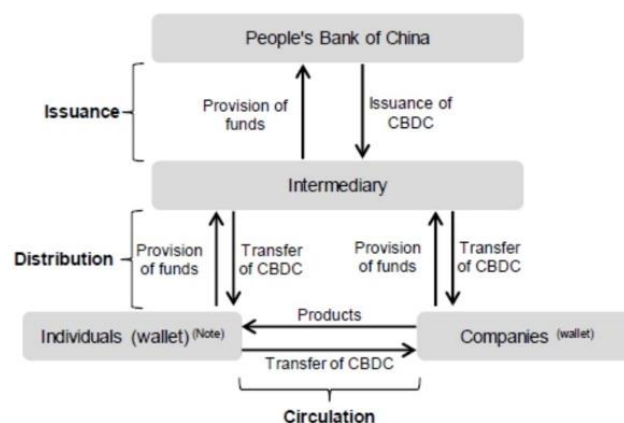 People's Bank of China
Issuance
Provision of
funds
Issuance of
CBDC
Intermediary
Distribution
Provision
of funds
Transfer
of CBDC
Provision
of funds
Transfer
of CBDC
Individuals (wallet) (Note)
Products
Companies (wallet)
Transfer of CBDC
Circulation